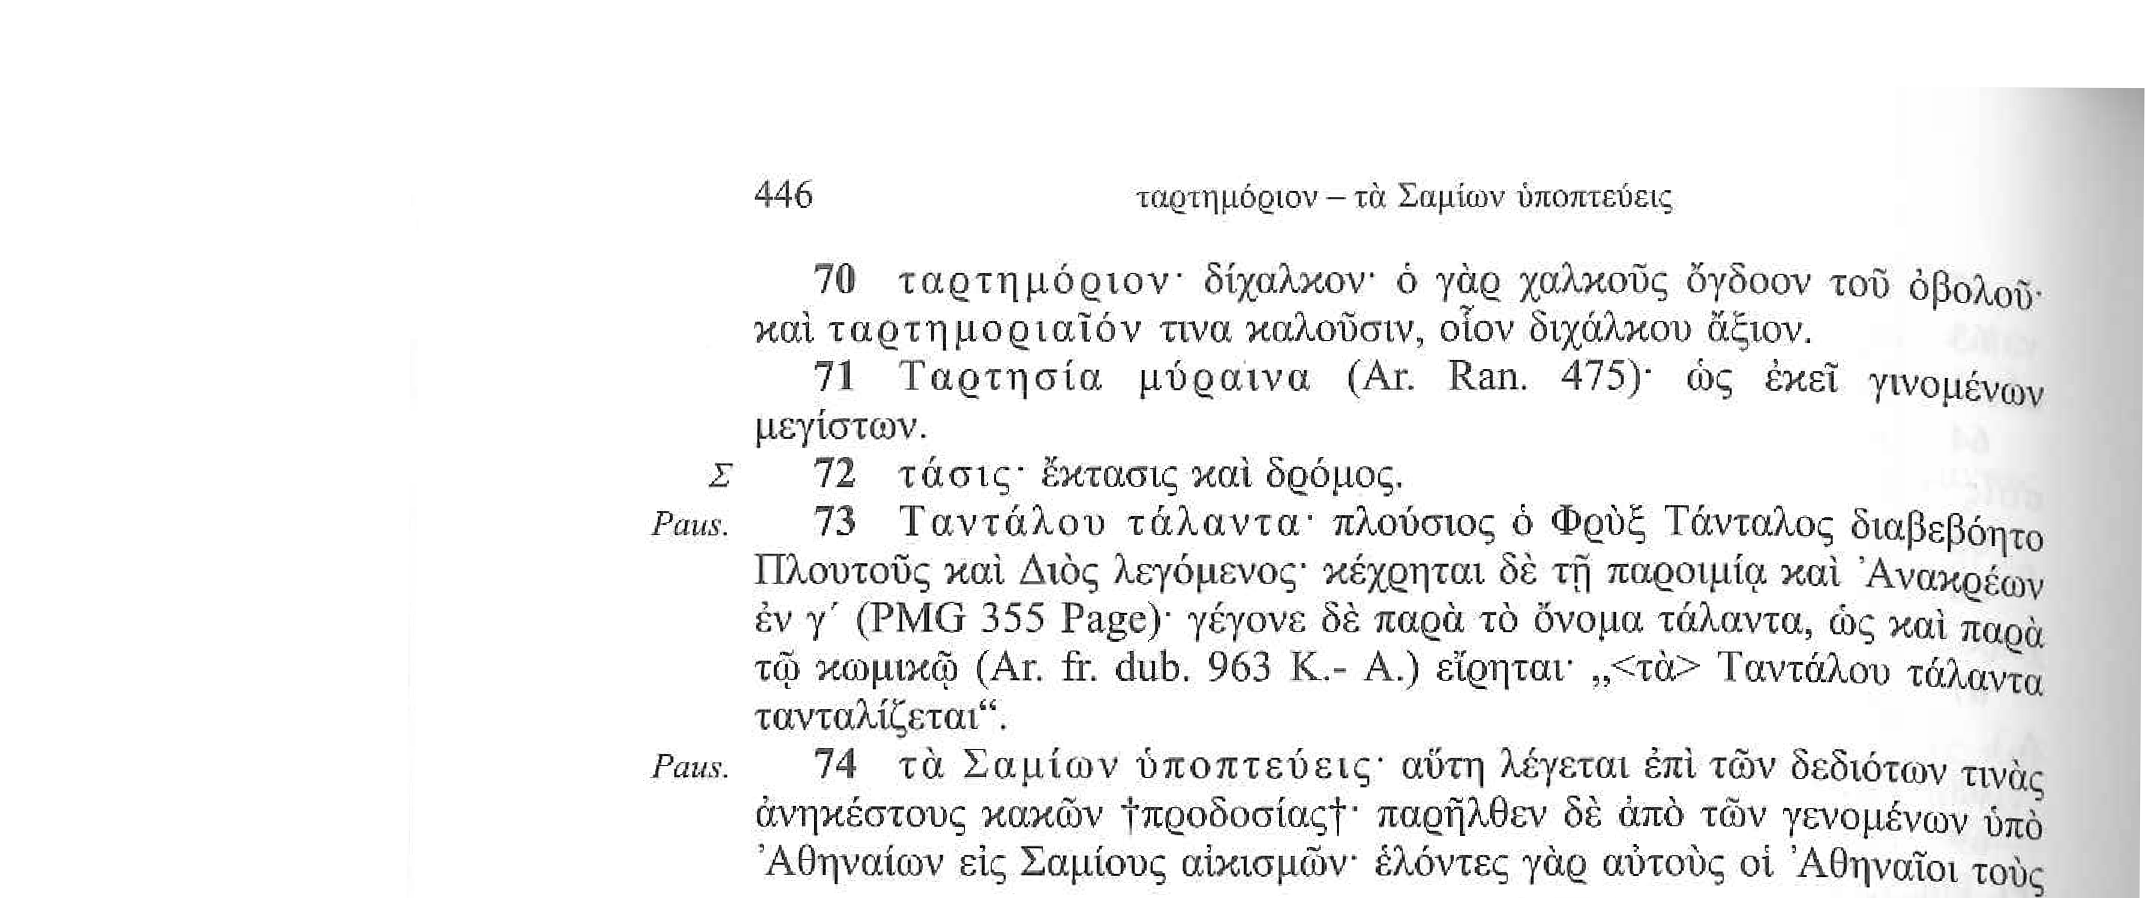 446 ταρτημόριον – τὰ Σαμίων ὑποπτεύεις
70 ταρτημόριον· δίχαλκον· ὁ γὰρ χαλκοῦς ὄγδοον τοῦ ὀβολοῦ·
καὶ ταρτημοριαῖόν τινα καλοῦσιν, οἷον διχάλκου ἄξιον.
71 Ταρτησία μύραινα (Ar. Ran. 475)· ὡς ἐκεῖ γινομένων
μεγίστων.
Σ 72 τάσις· ἔκτασις καὶ δρόμος.
Paus. 73 Ταντάλου τάλαντα· πλούσιος ὁ Φρὺξ Τάνταλος διαβεβόητο
Πλουτοῦς καὶ Διὸς λεγόμενος· κέχρηται δὲ τῇ παροιμίᾳ καὶ Ἀνακρέων
ἐν γ´ (PMG 355 Page)· γέγονε δὲ παρὰ τὸ ὄνομα τάλαντα, ὡς καὶ παρὰ
τῷ κωμικῷ (Ar. fr. dub. 963 K.- A.) εἴρηται· „<τὰ> Ταντάλου τάλαντα
τανταλίζεται“.
Paus. 74 τὰ Σαμίων ὑποπτεύεις· αὕτη λέγεται ἐπὶ τῶν δεδιότων τινὰς
ἀνηκέστους κακῶν †προδοσίας†· παρῆλθεν δὲ ἀπὸ τῶν γενομένων ὑπὸ
Ἀθηναίων εἰς Σαμίους αἰκισμῶν· ἑλόντες γὰρ αὐτοὺς οἱ Ἀθηναῖοι τοὺς